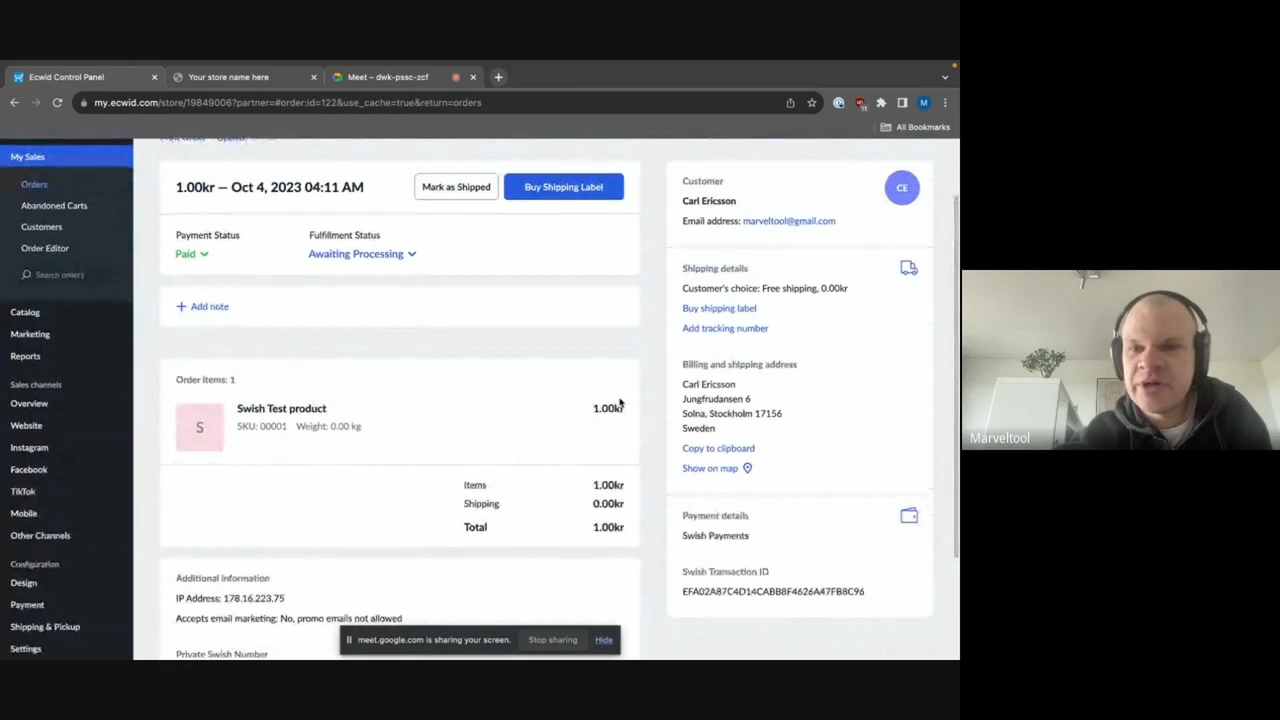 Ecwid Control Panel
Your store name here
Meet – dwk-pssc-zcf
my.ecwid.com/store/19849006?partner=#order:id=122&use_cache=true&return=orders
M
All Bookmarks
My Sales
Orders
Abandoned Carts
Customers
Order Editor
Search orders
Catalog
Marketing
Reports
Sales channels
Overview
Website
Instagram
Facebook
TikTok
Mobile
Other Channels
Configuration
Design
Payment
Shipping & Pickup
Settings
1.00kr — Oct 4, 2023 04:11 AM
Mark as Shipped
Buy Shipping Label
Payment Status
Fulfillment Status
Paid
Awaiting Processing
Add note
Order Items: 1
S
Swish Test product
1.00kr
SKU: 00001 Weight: 0.00 kg
Items 1.00kr
Shipping 0.00kr
Total 1.00kr
Additional information
IP Address: 178.16.223.75
Accepts email marketing: No, promo emails not allowed
Private Swish Number
meet.google.com is sharing your screen.
Stop sharing
Hide
Customer
CE
Carl Ericsson
Email address: marveltool@gmail.com
Shipping details
Customer's choice: Free shipping, 0.00kr
Buy shipping label
Add tracking number
Billing and shipping address
Carl Ericsson
Jungfrudansen 6
Solna, Stockholm 17156
Sweden
Copy to clipboard
Show on map
Payment details
Swish Payments
Swish Transaction ID
EFA02A87C4D14CABB8F4626A47FB8C96
Marveltool